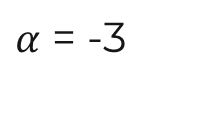 α = -3